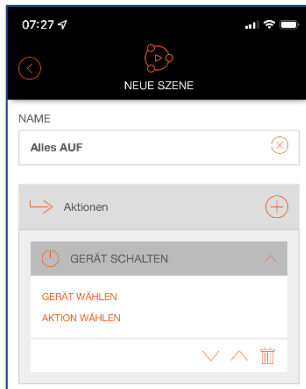 07:27
NEUE SZENE
NAME
Alles AUF
Aktionen
GERÄT SCHALTEN
GERÄT WÄHLEN
AKTION WÄHLEN